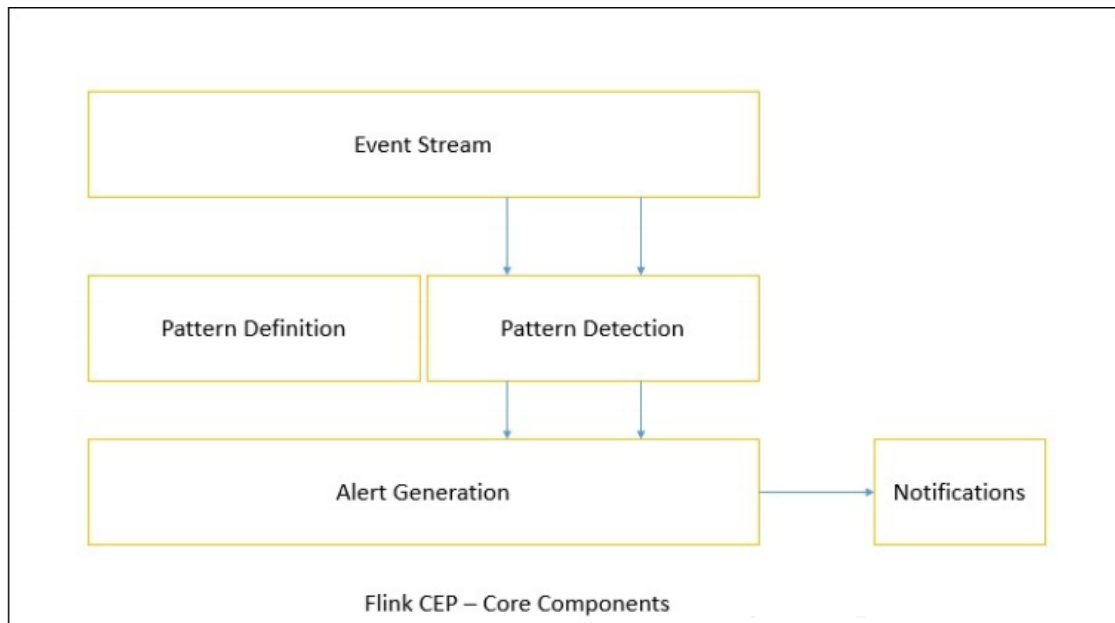 Event Stream
Pattern Definition
Pattern Detection
Alert Generation
Notifications
Flink CEP – Core Components